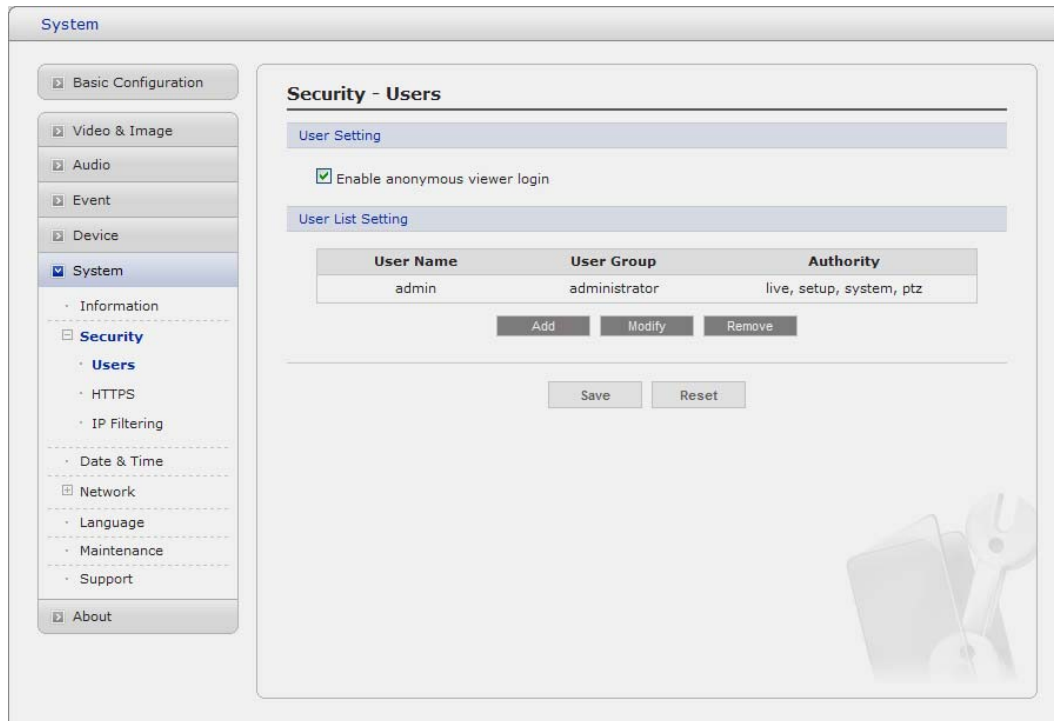 System
Basic Configuration
Video & Image
Audio
Event
Device
System
Information
Security
Users
HTTPS
IP Filtering
Date & Time
Network
Language
Maintenance
Support
About
Security - Users
User Setting
Enable anonymous viewer login
User List Setting
User Name User Group Authority
admin administrator live, setup, system, ptz
Add Modify Remove
Save Reset